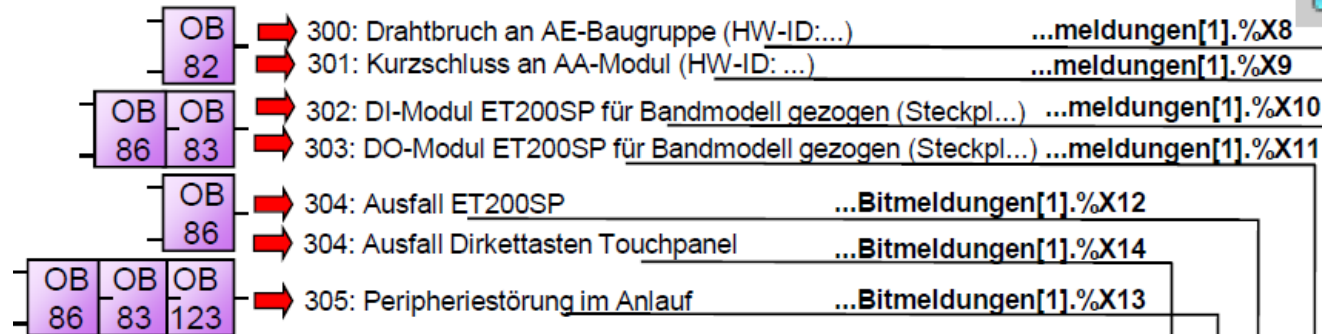 OB 82
300: Drahtbruch an AE-Baugruppe (HW-ID:...) ...meldungen[1].%X8
301: Kurzschluss an AA-Modul (HW-ID: ...) ...meldungen[1].%X9
OB 86 OB 83
302: DI-Modul ET200SP für Bandmodell gezogen (Steckpl...) ...meldungen[1].%X10
303: DO-Modul ET200SP für Bandmodell gezogen (Steckpl...) ...meldungen[1].%X11
OB 86
304: Ausfall ET200SP ...Bitmeldungen[1].%X12
304: Ausfall Dirkettasten Touchpanel ...Bitmeldungen[1].%X14
OB 86 OB 83 OB 123
305: Peripheriestörung im Anlauf ...Bitmeldungen[1].%X13